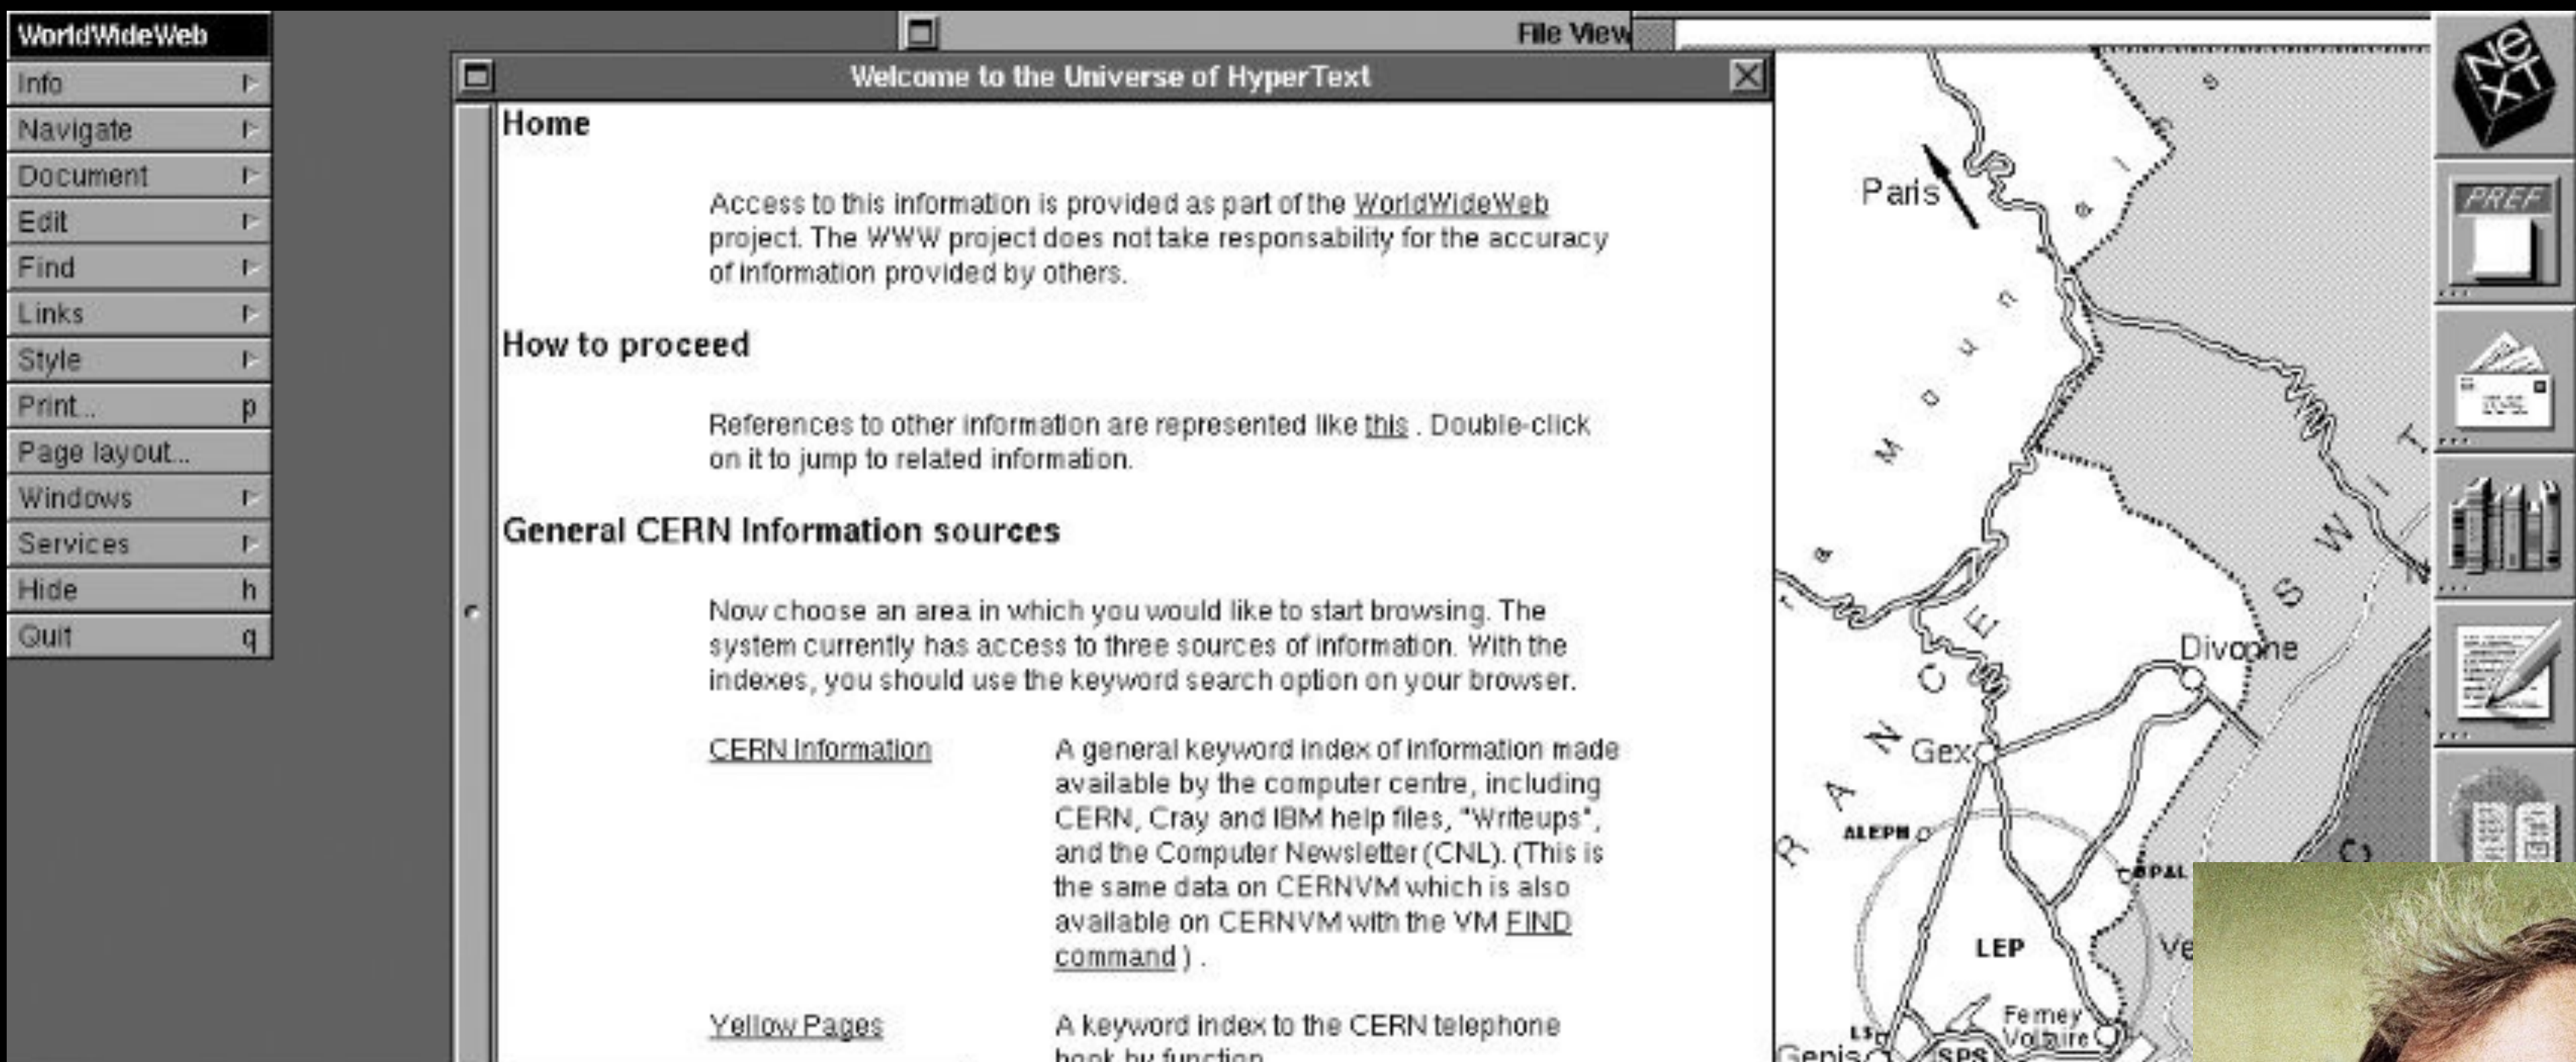 WorldWideWeb
Info
Navigate
Document
Edit
Find
Links
Style
Print... p
Page layout...
Windows
Services
Hide h
Quit q
File View
Welcome to the Universe of HyperText
Home
Access to this information is provided as part of the WorldWideWeb
project. The WWW project does not take responsability for the accuracy
of information provided by others.
How to proceed
References to other information are represented like this . Double-click
on it to jump to related information.
General CERN Information sources
Now choose an area in which you would like to start browsing. The
system currently has access to three sources of information. With the
indexes, you should use the keyword search option on your browser.
CERN Information
A general keyword index of information made
available by the computer centre, including
CERN, Cray and IBM help files, "Writeups",
and the Computer Newsletter (CNL). (This is
the same data on CERNVM which is also
available on CERNVM with the VM FIND
command ) .
Yellow Pages
A keyword index to the CERN telephone
book by function.
Paris
Divonne
Gex
ALEPH
OPAL
LEP
Ferney
Voltaire
L3
Genis
SPS
NeXT
PREF